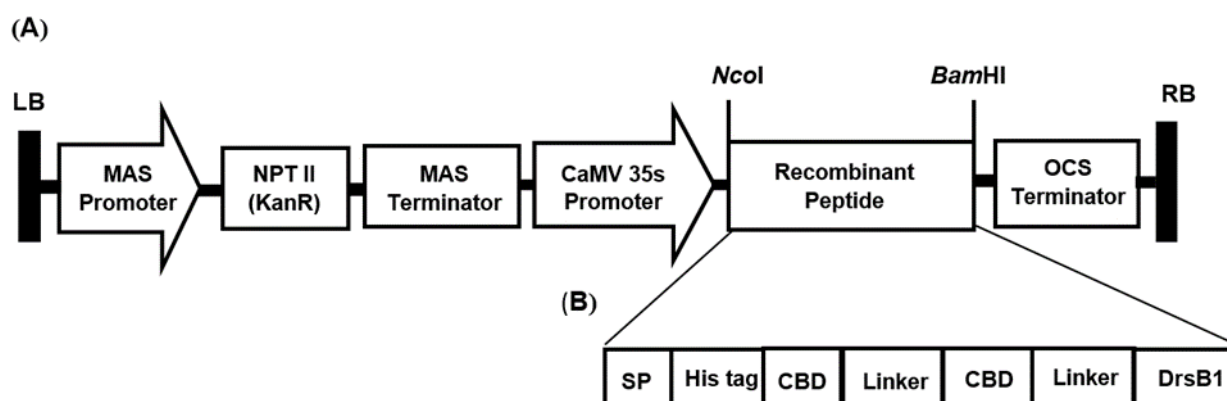 (A)
LB
MAS
Promoter
NPT II
(KanR)
MAS
Terminator
CaMV 35s
Promoter
NcoI
BamHI
Recombinant
Peptide
OCS
Terminator
RB
(B)
SP
His tag
CBD
Linker
CBD
Linker
DrsB1